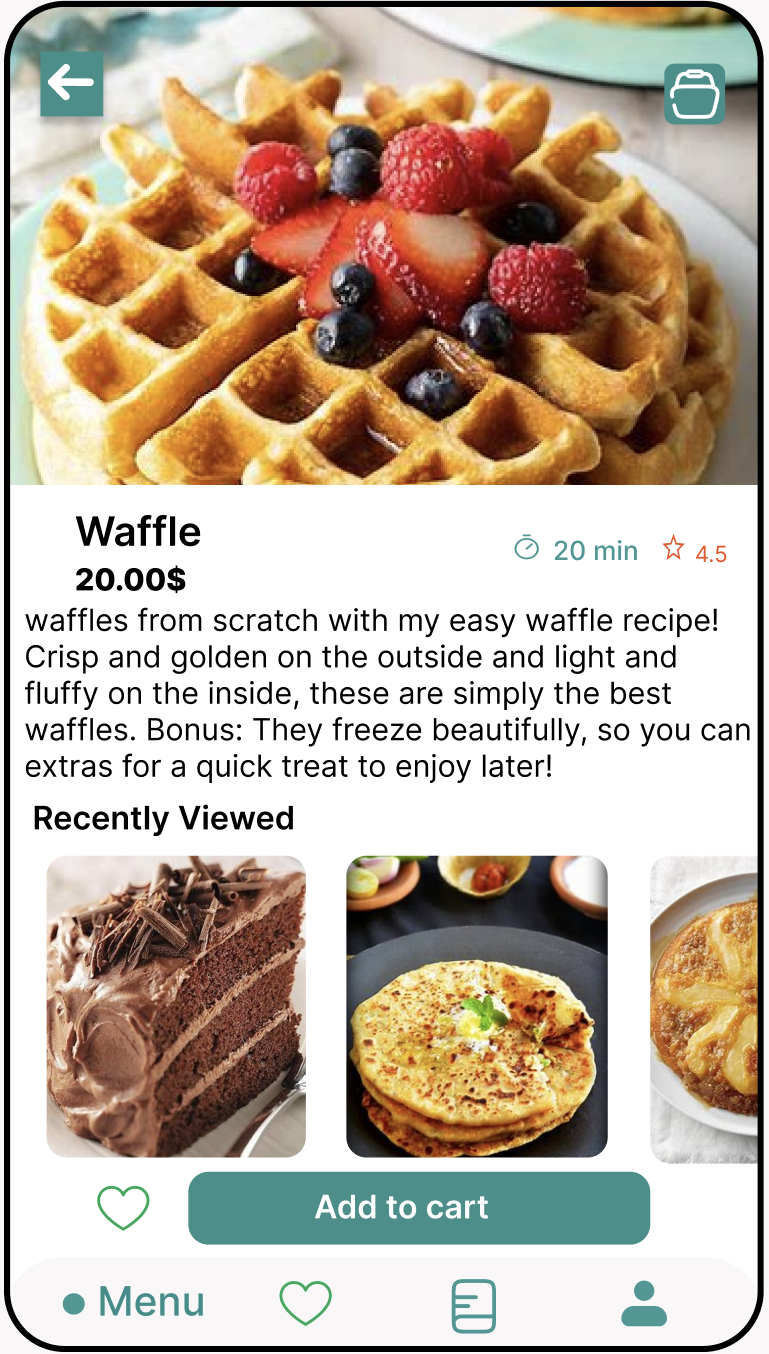 Waffle
20 min
4.5
20.00$
waffles from scratch with my easy waffle recipe!
Crisp and golden on the outside and light and
fluffy on the inside, these are simply the best
waffles. Bonus: They freeze beautifully, so you can
extras for a quick treat to enjoy later!
Recently Viewed
Add to cart
Menu